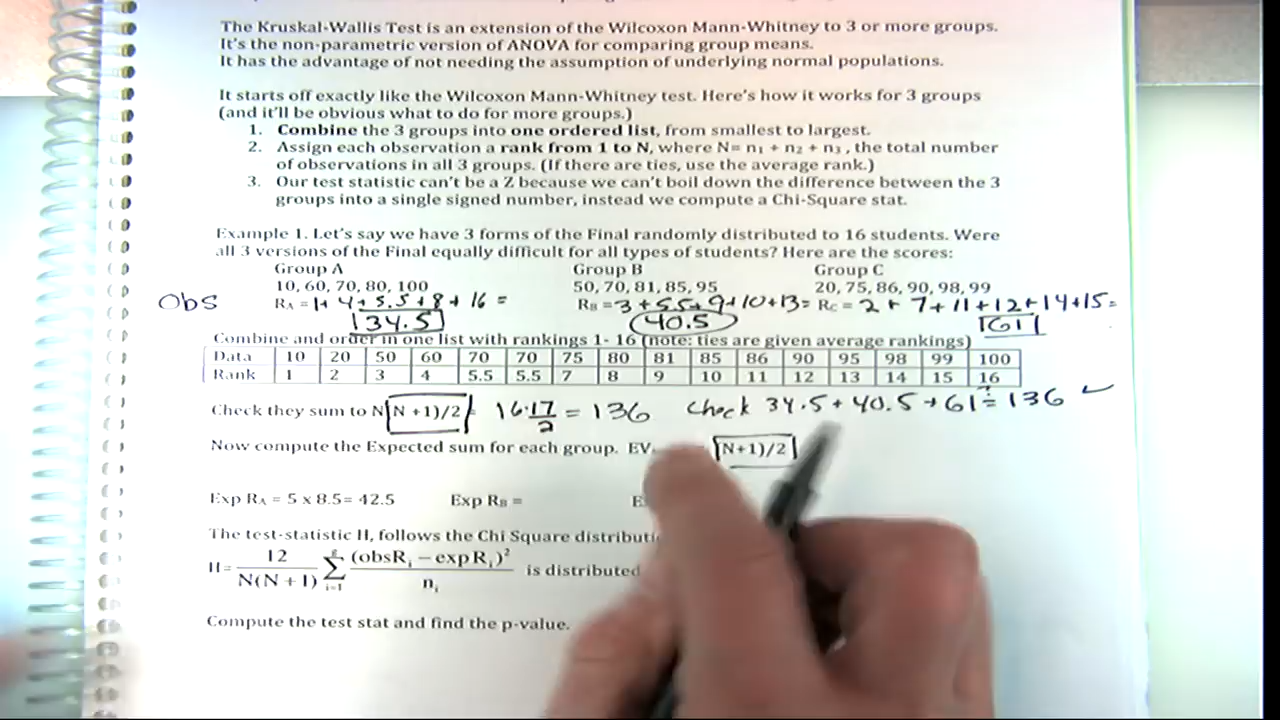 The Kruskal-Wallis Test is an extension of the Wilcoxon Mann-Whitney to 3 or more groups.
It's the non-parametric version of ANOVA for comparing group means.
It has the advantage of not needing the assumption of underlying normal populations.
It starts off exactly like the Wilcoxon Mann-Whitney test. Here's how it works for 3 groups
(and it'll be obvious what to do for more groups.)
1. Combine the 3 groups into one ordered list, from smallest to largest.
2. Assign each observation a rank from 1 to N, where N= n₁ + n₂ + n₃ , the total number
of observations in all 3 groups. (If there are ties, use the average rank.)
3. Our test statistic can't be a Z because we can't boil down the difference between the 3
groups into a single signed number, instead we compute a Chi-Square stat.
Example 1. Let's say we have 3 forms of the Final randomly distributed to 16 students. Were
all 3 versions of the Final equally difficult for all types of students? Here are the scores:
Group A Group B Group C
10, 60, 70, 80, 100 50, 70, 81, 85, 95 20, 75, 86, 90, 98, 99
Obs R_A = 1+ 4+5.5+8+ 16 = R_B = 3+5.5+9+10+13= R_C = 2+ 7+11+12+14+15=
34.5 40.5 61
Combine and order in one list with rankings 1- 16 (note: ties are given average rankings)
Data 10 20 50 60 70 70 75 80 81 85 86 90 95 98 99 100
Rank 1 2 3 4 5.5 5.5 7 8 9 10 11 12 13 14 15 16
Check they sum to N(N +1)/2 = 16·17/2 = 136 check 34.5+40.5+61 ?= 136 ✓
Now compute the Expected sum for each group. EV N+1)/2
Exp R_A = 5 x 8.5= 42.5 Exp R_B =
The test-statistic H, follows the Chi Square
H= 12/N(N + 1) Σ i=1 g (obsR_i − exp R_i)²/n_i is distributed
Compute the test stat and find the p-value.